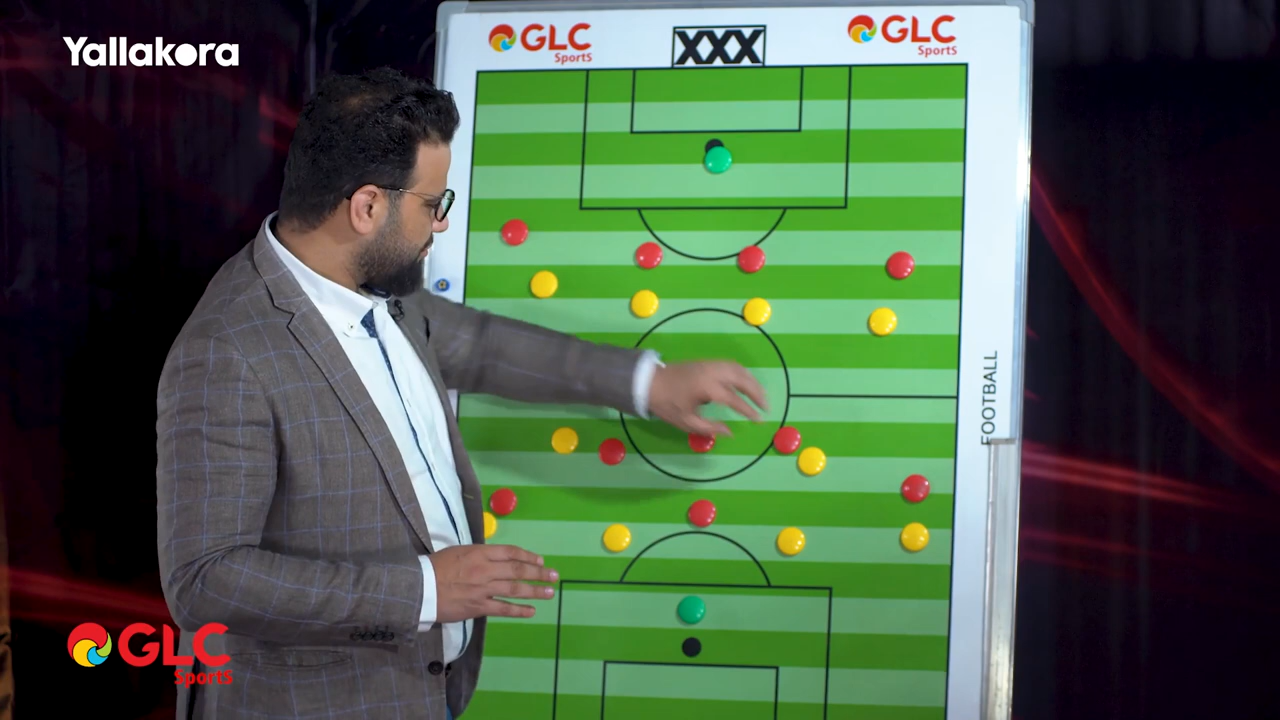 Yallakora
GLC
Sports
XXX
GLC
Sports
FOOTBALL
GLC
Sports